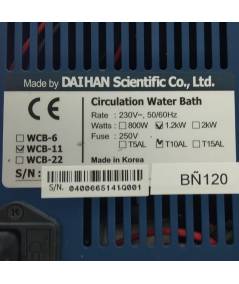 Made by DAIHAN Scientific Co., Ltd.
CE
Circulation Water Bath
Rate : 230V~, 50/60Hz
Watts : 800W 1.2kW 2kW
Fuse : 250V
T5AL T10AL T15AL
WCB-6
WCB-11
WCB-22
Made in Korea
S/N :
S/N. 0400665141Q001
BÑ120